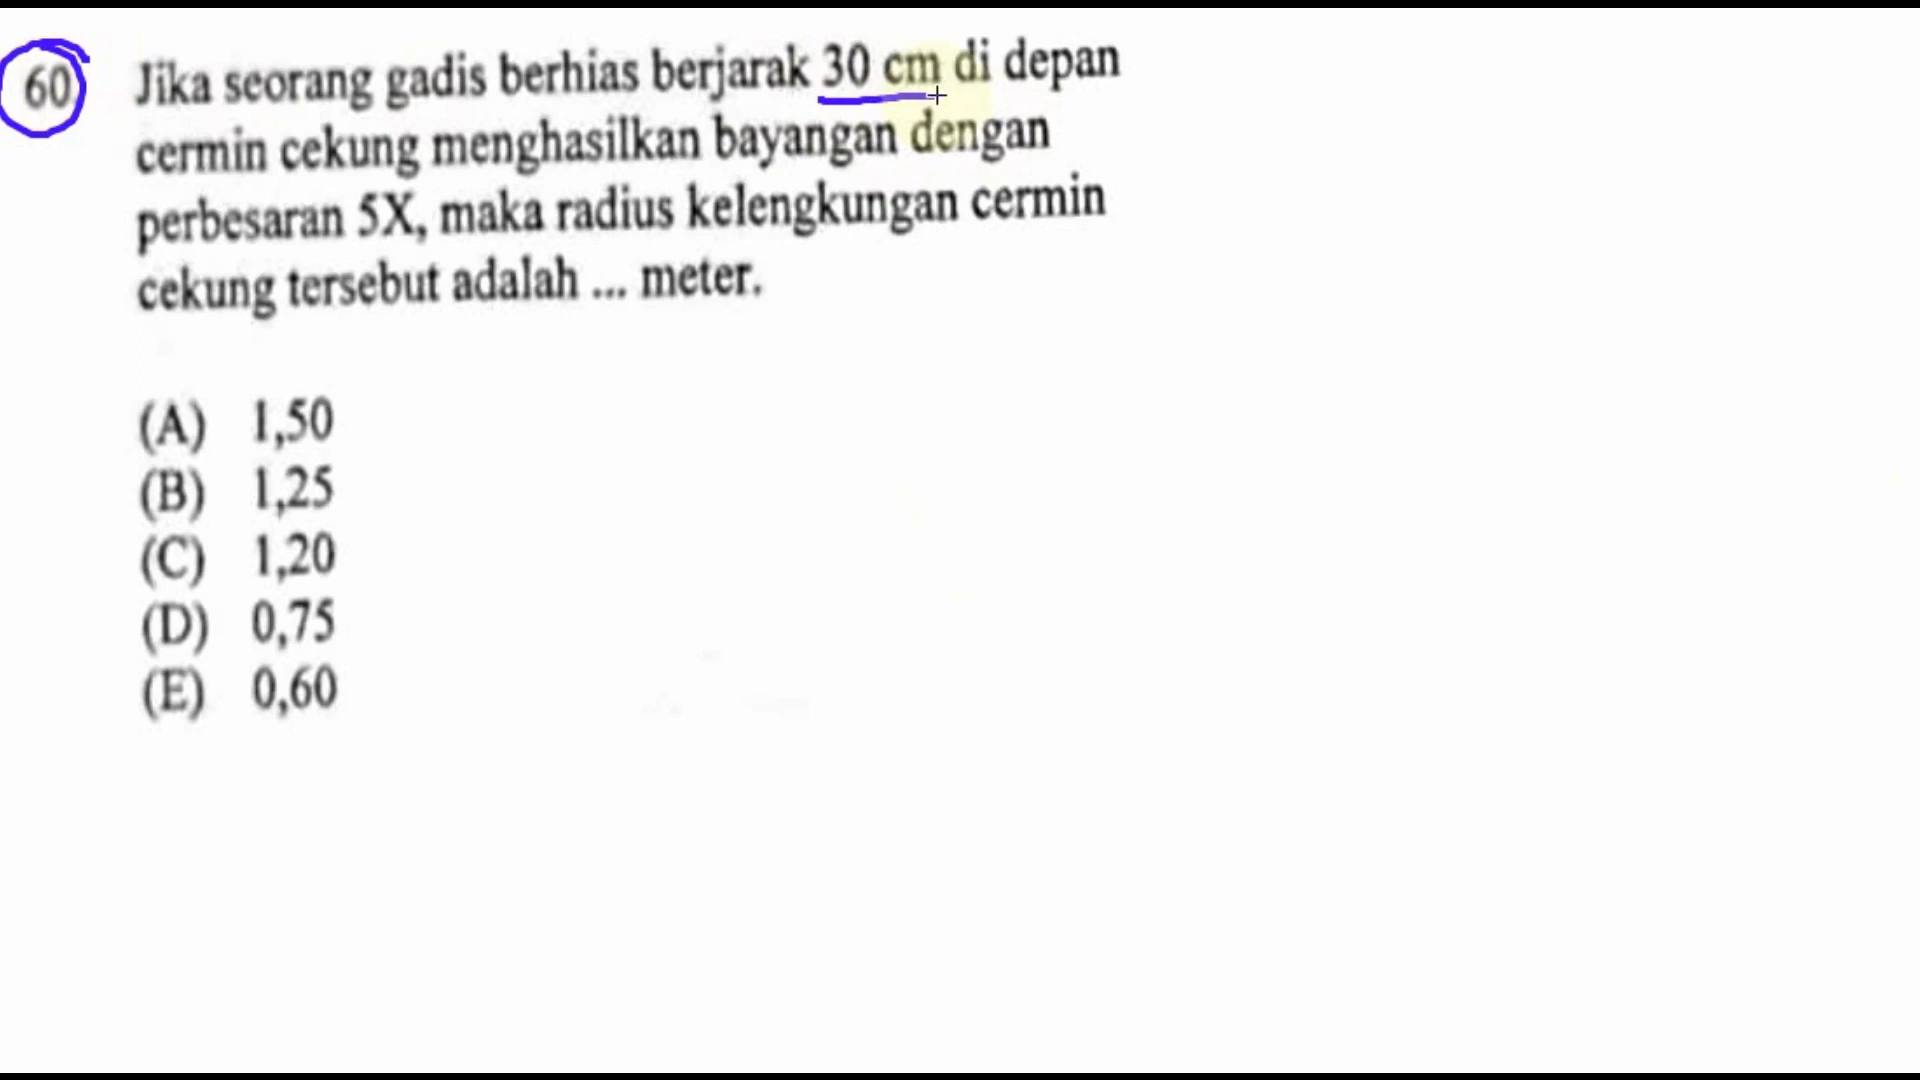 60 Jika seorang gadis berhias berjarak 30 cm di depan
cermin cekung menghasilkan bayangan dengan
perbesaran 5X, maka radius kelengkungan cermin
cekung tersebut adalah ... meter.
(A) 1,50
(B) 1,25
(C) 1,20
(D) 0,75
(E) 0,60